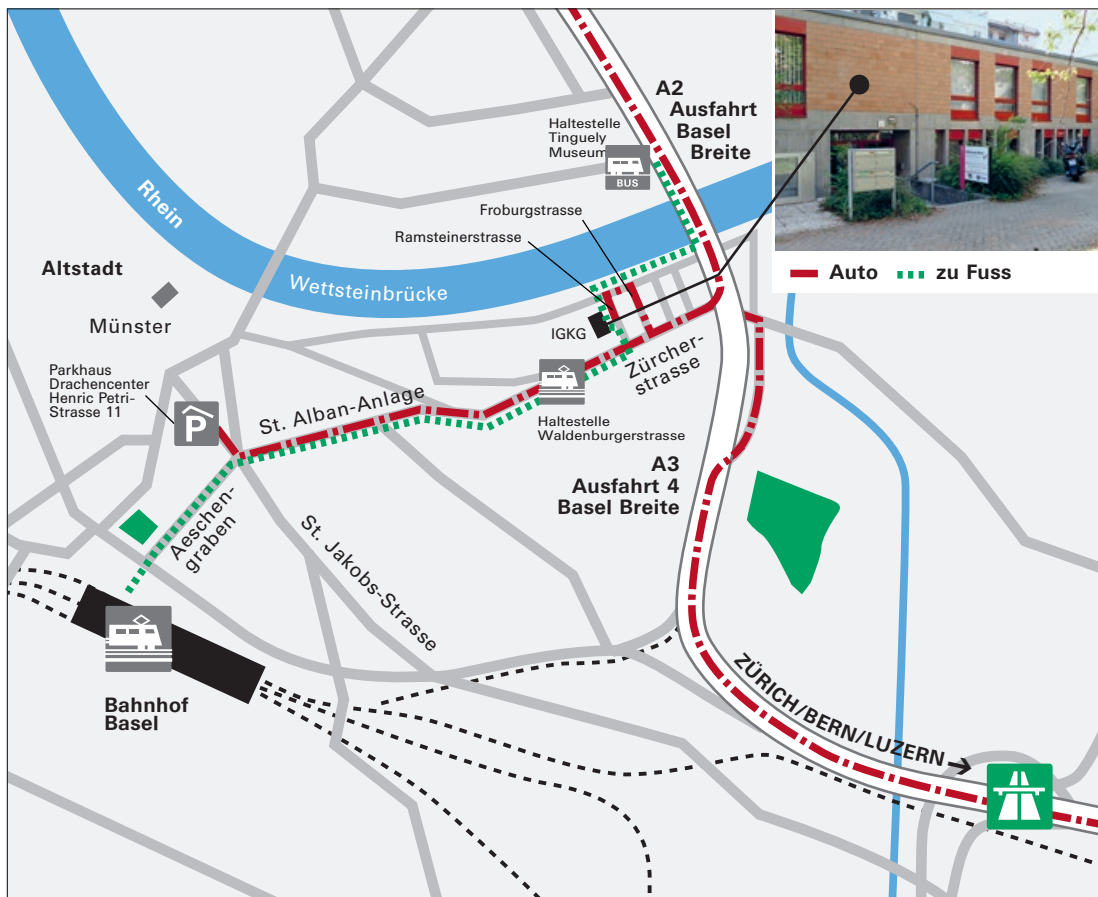 A2
Ausfahrt
Basel
Breite
Haltestelle
Tinguely
Museum
BUS
Froburgstrasse
Ramsteinerstrasse
Rhein
Altstadt
Wettsteinbrücke
Münster
Auto
zu Fuss
IGKG
Zürcher-
strasse
Parkhaus
Drachencenter
Henric Petri-
Strasse 11
P
St. Alban-Anlage
Haltestelle
Waldenburgerstrasse
A3
Ausfahrt 4
Basel Breite
Aeschen-
graben
St. Jakobs-Strasse
Bahnhof
Basel
ZÜRICH/BERN/LUZERN